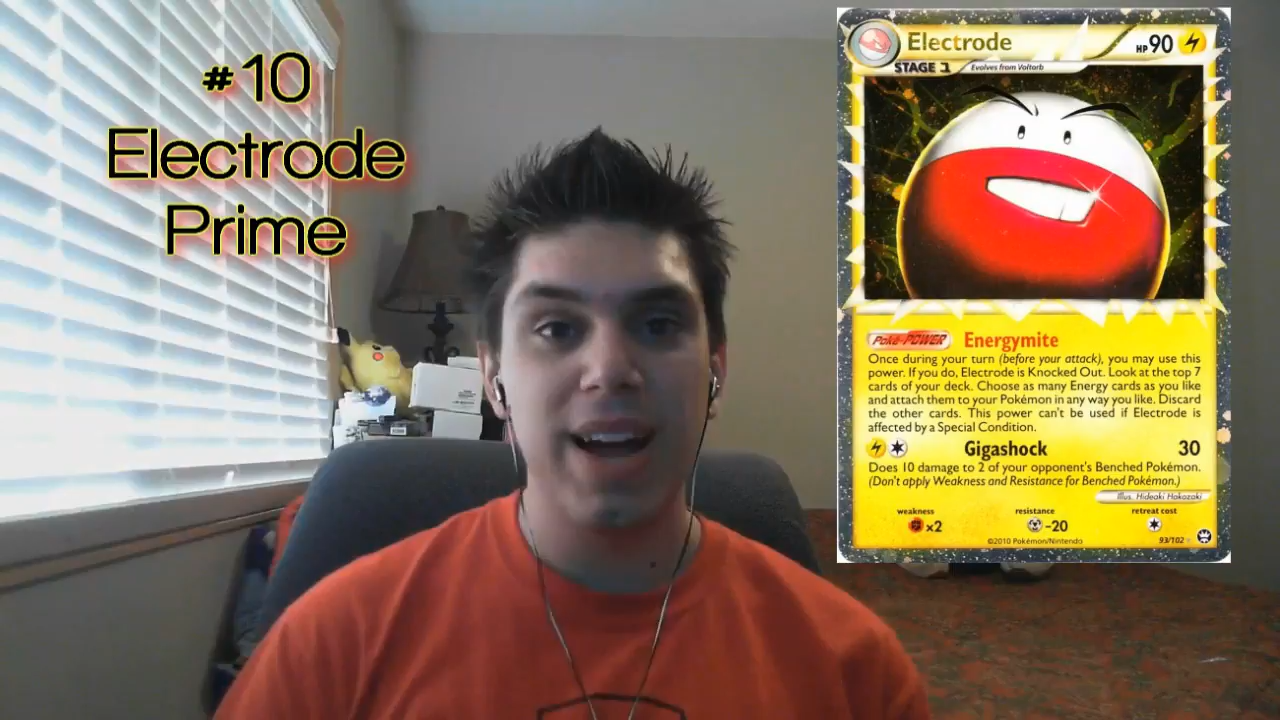 #10
Electrode
Prime
Electrode
HP 90
STAGE 1
Evolves from Voltorb
Poké-POWER Energymite
Once during your turn (before your attack), you may use this
power. If you do, Electrode is Knocked Out. Look at the top 7
cards of your deck. Choose as many Energy cards as you like
and attach them to your Pokémon in any way you like. Discard
the other cards. This power can't be used if Electrode is
affected by a Special Condition.
Gigashock 30
Does 10 damage to 2 of your opponent's Benched Pokémon.
(Don't apply Weakness and Resistance for Benched Pokémon.)
Illus. Hideaki Hakozaki
weakness resistance retreat cost
x2 -20
©2010 Pokémon/Nintendo 93/102